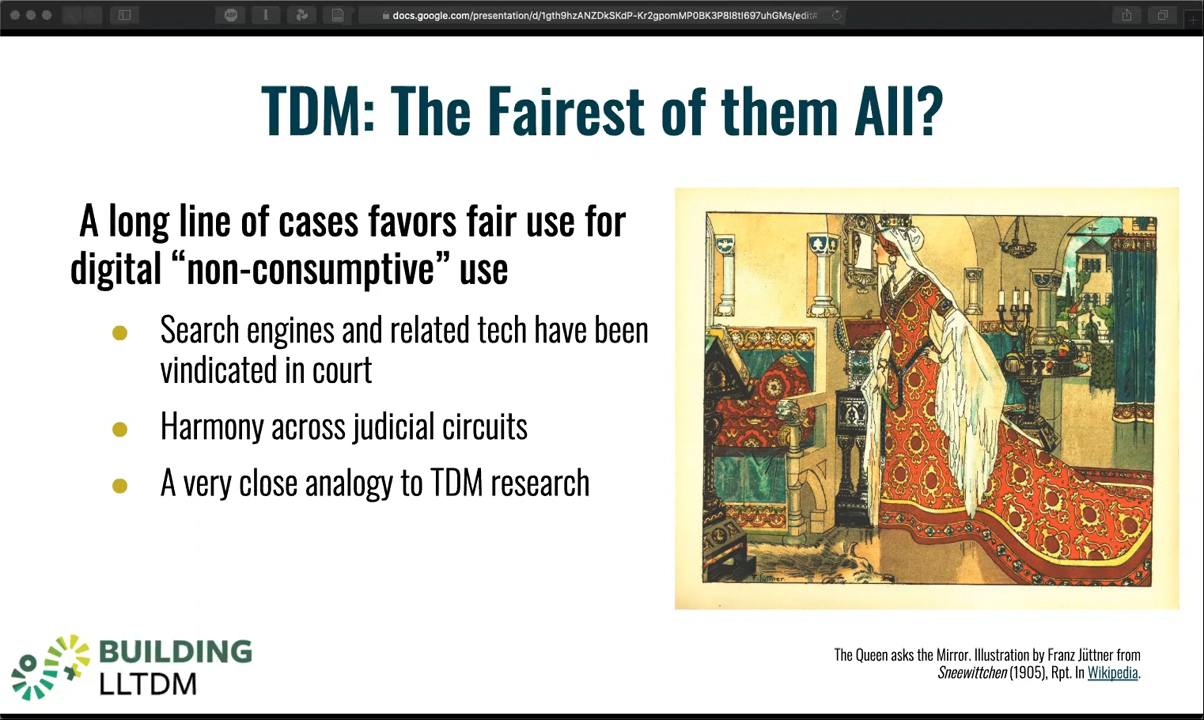 docs.google.com/presentation/d/1gth9hzANZDkSKdP-Kr2gpomMP0BK3P8I8tI697uhGMs/edit#
TDM: The Fairest of them All?
A long line of cases favors fair use for
digital “non-consumptive” use
Search engines and related tech have been
vindicated in court
Harmony across judicial circuits
A very close analogy to TDM research
BUILDING
LLTDM
The Queen asks the Mirror. Illustration by Franz Jüttner from
Sneewittchen (1905), Rpt. In Wikipedia.